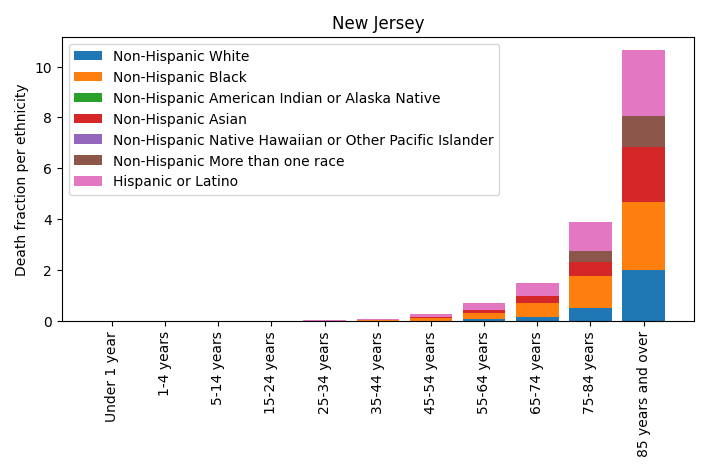 New Jersey
Non-Hispanic White
Non-Hispanic Black
Non-Hispanic American Indian or Alaska Native
Non-Hispanic Asian
Non-Hispanic Native Hawaiian or Other Pacific Islander
Non-Hispanic More than one race
Hispanic or Latino
Death fraction per ethnicity
10
8
6
4
2
0
Under 1 year
1-4 years
5-14 years
15-24 years
25-34 years
35-44 years
45-54 years
55-64 years
65-74 years
75-84 years
85 years and over